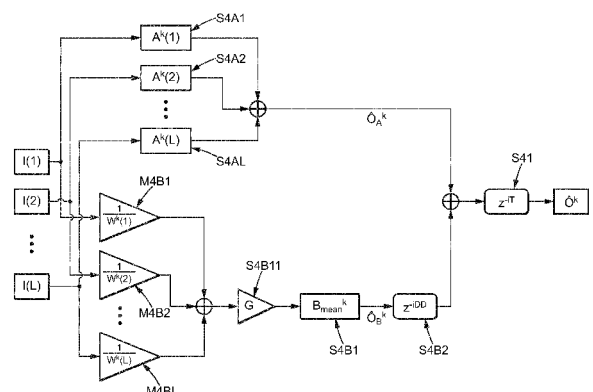 S4A1
A^k(1)
S4A2
A^k(2)
A^k(L)
S4AL
Ô_A^k
I(1)
I(2)
I(L)
M4B1
1/W^k(1)
1/W^k(2)
M4B2
1/W^k(L)
M4BL
S4B11
G
B_mean^k
S4B1
Ô_B^k
z^-iDD
S4B2
S41
z^-iT
Ô^k